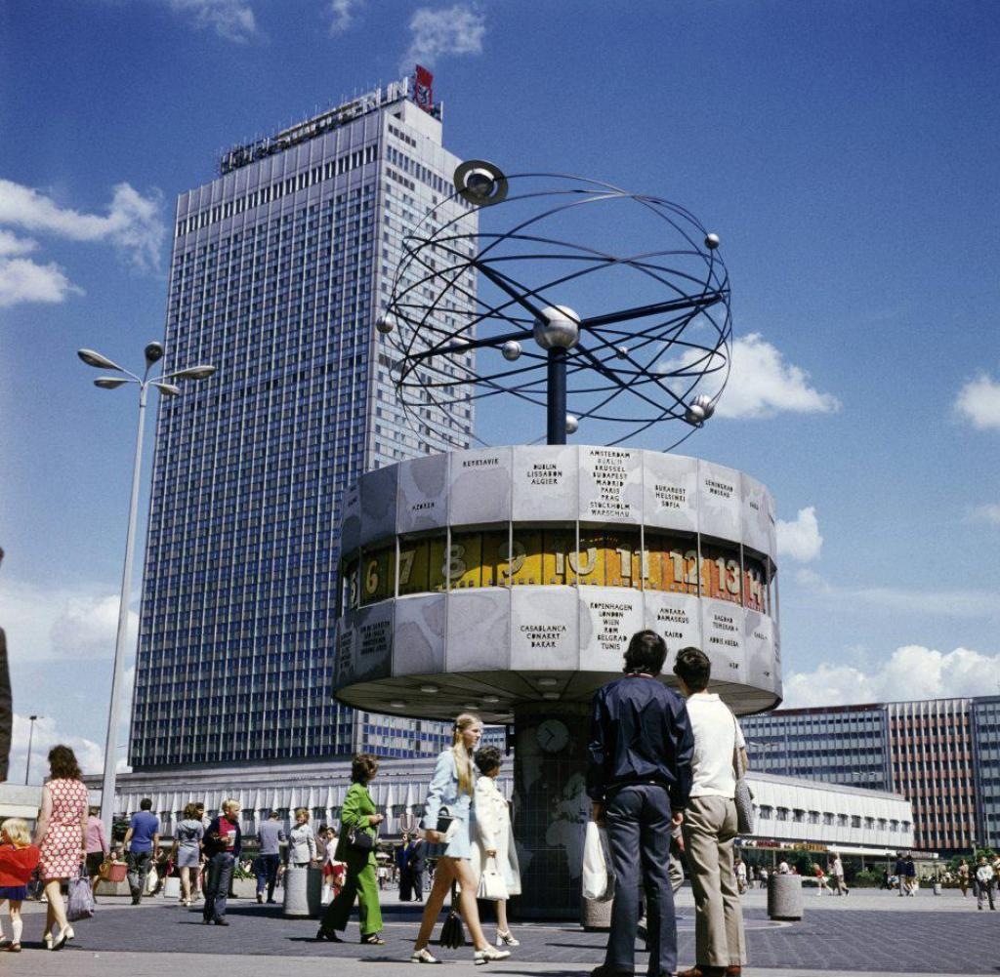 BERLIN
REYKJAVIK
AZOREN
DUBLIN
LISSABON
ALGIER
AMSTERDAM
BERLIN
BRÜSSEL
BUDAPEST
MADRID
PARIS
PRAG
STOCKHOLM
WARSCHAU
BUKAREST
HELSINKI
SOFIA
LENINGRAD
MOSKAU
5 6 7 8 9 10 11 12 13 14
CASABLANCA
CONAKRY
DAKAR
KOPENHAGEN
LONDON
WIEN
ROM
BELGRAD
TUNIS
ANKARA
DAMASKUS
KAIRO
BAGDAD
TEHERAN
ADDIS ABEBA
U